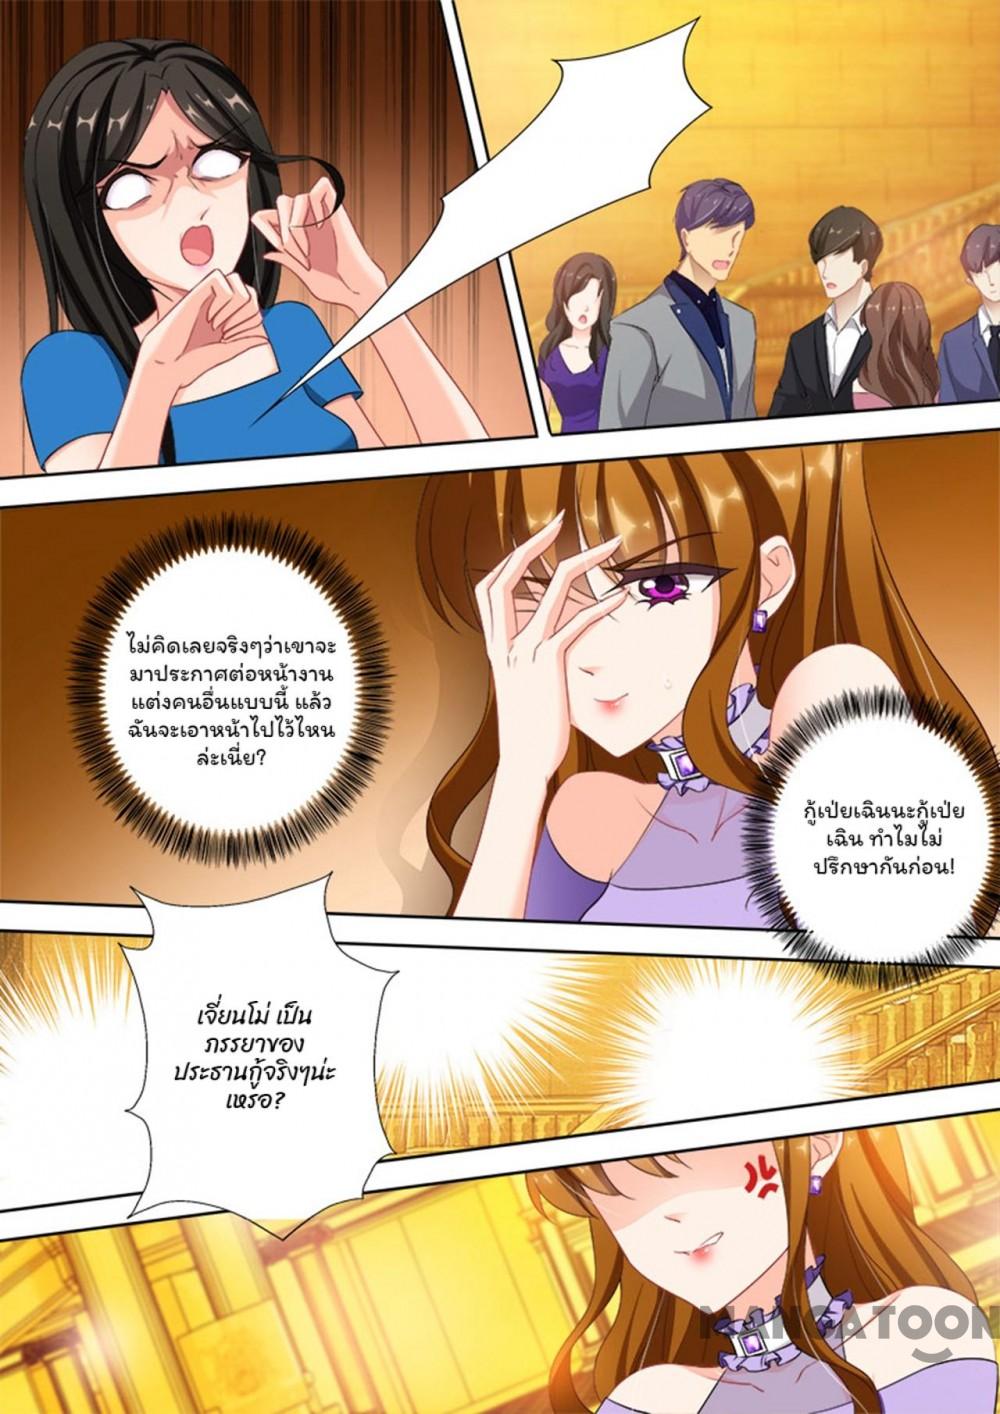 ไม่คิดเลยจริงๆว่าเขาจะ
มาประกาศต่อหน้างาน
แต่งคนอื่นแบบนี้ แล้ว
ฉันจะเอาหน้าไปไว้ไหน
ล่ะเนี่ย?
กู้เป่ยเฉินนะกู้เป่ย
เฉิน ทำไมไม่
ปรึกษากันก่อน!
เจี่ยนโม่ เป็น
ภรรยาของ
ประธานกู้จริงๆน่ะ
เหรอ?
MANGATOON